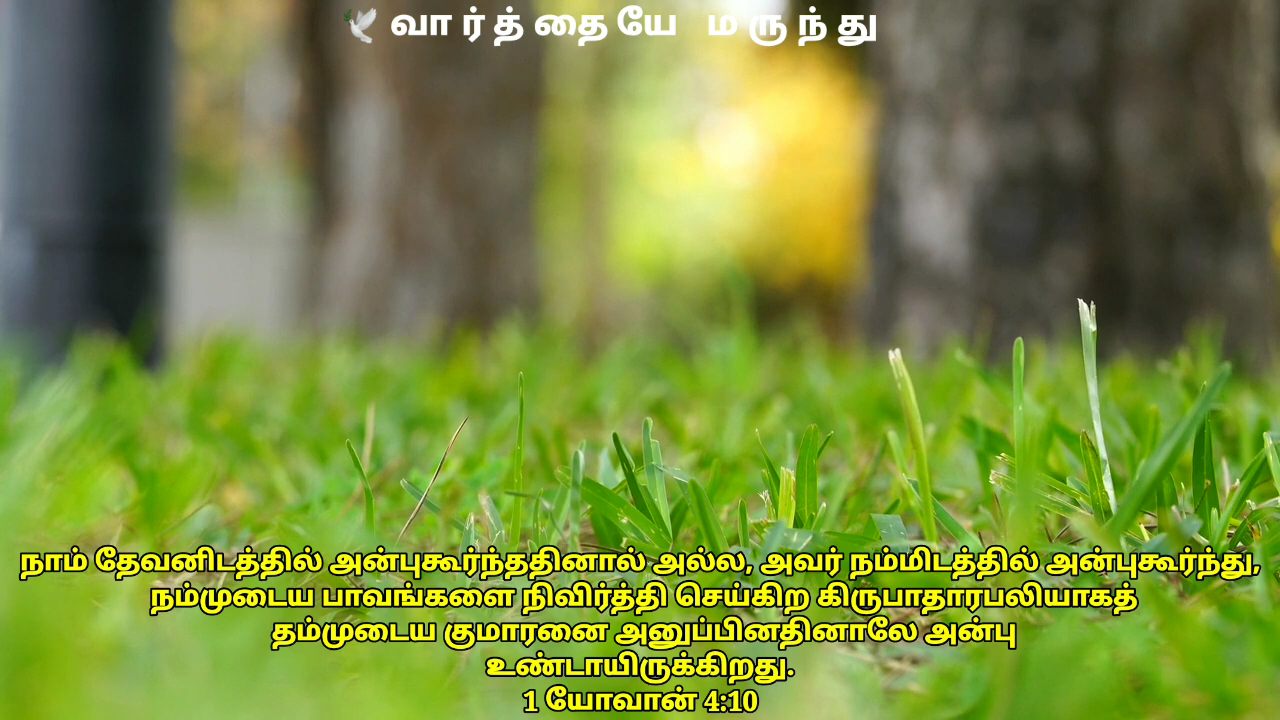 🕊️ வார்த்தையே மருந்து
நாம் தேவனிடத்தில் அன்புகூர்ந்ததினால் அல்ல, அவர் நம்மிடத்தில் அன்புகூர்ந்து,
நம்முடைய பாவங்களை நிவிர்த்தி செய்கிற கிருபாதாரபலியாகத்
தம்முடைய குமாரனை அனுப்பினதினாலே அன்பு
உண்டாயிருக்கிறது.
1 யோவான் 4:10